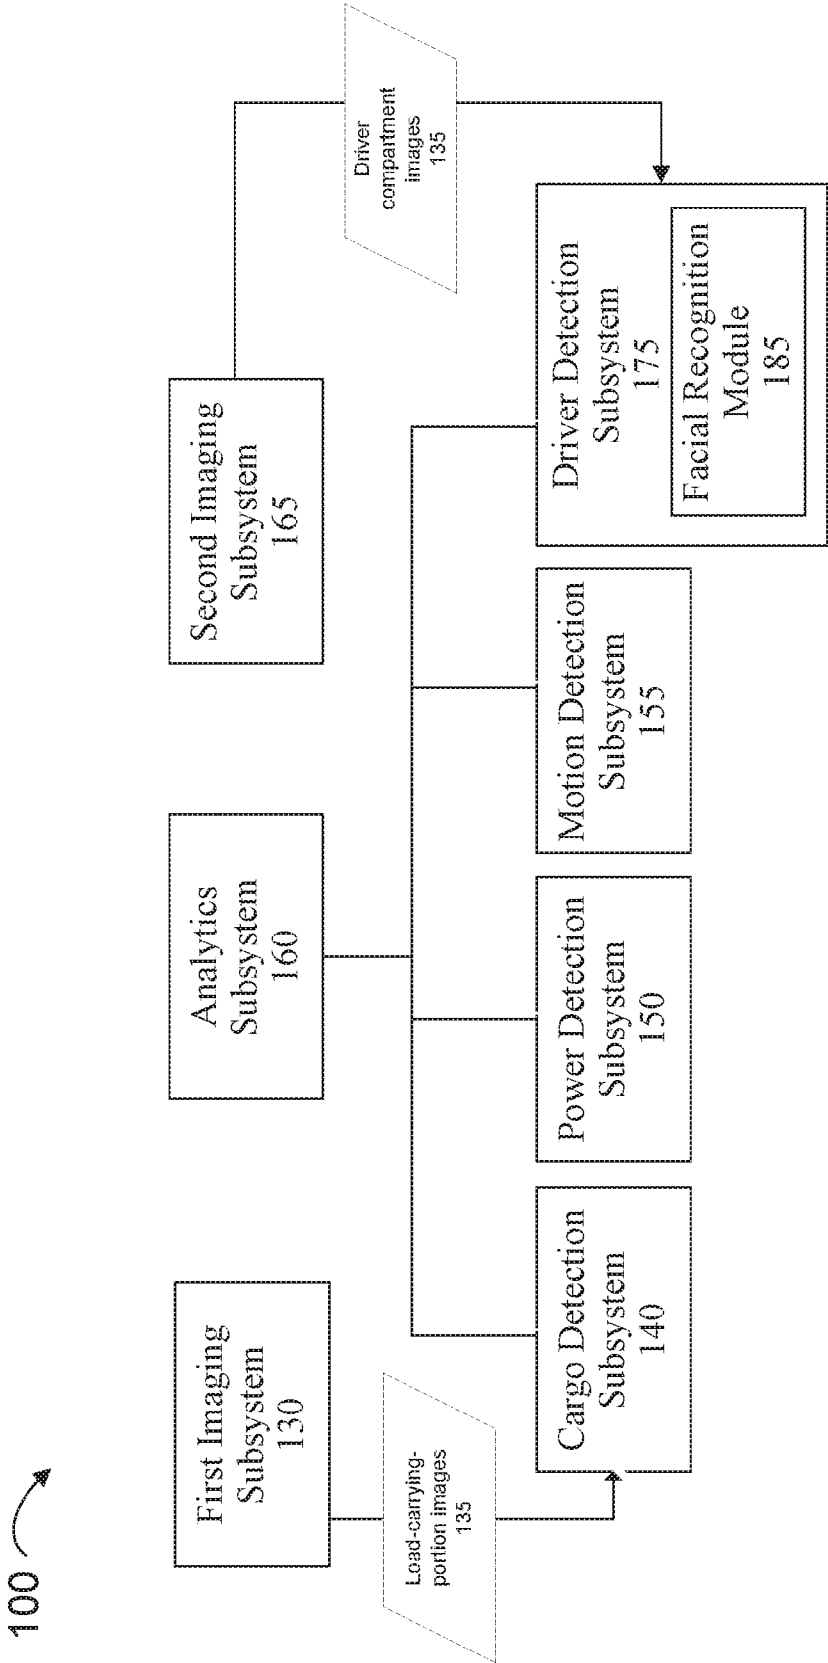 100
First Imaging
Subsystem
130
Analytics
Subsystem
160
Second Imaging
Subsystem
165
Load-carrying-
portion images
135
Driver
compartment
images
135
Cargo Detection
Subsystem
140
Power Detection
Subsystem
150
Motion Detection
Subsystem
155
Driver Detection
Subsystem
175
Facial Recognition
Module
185